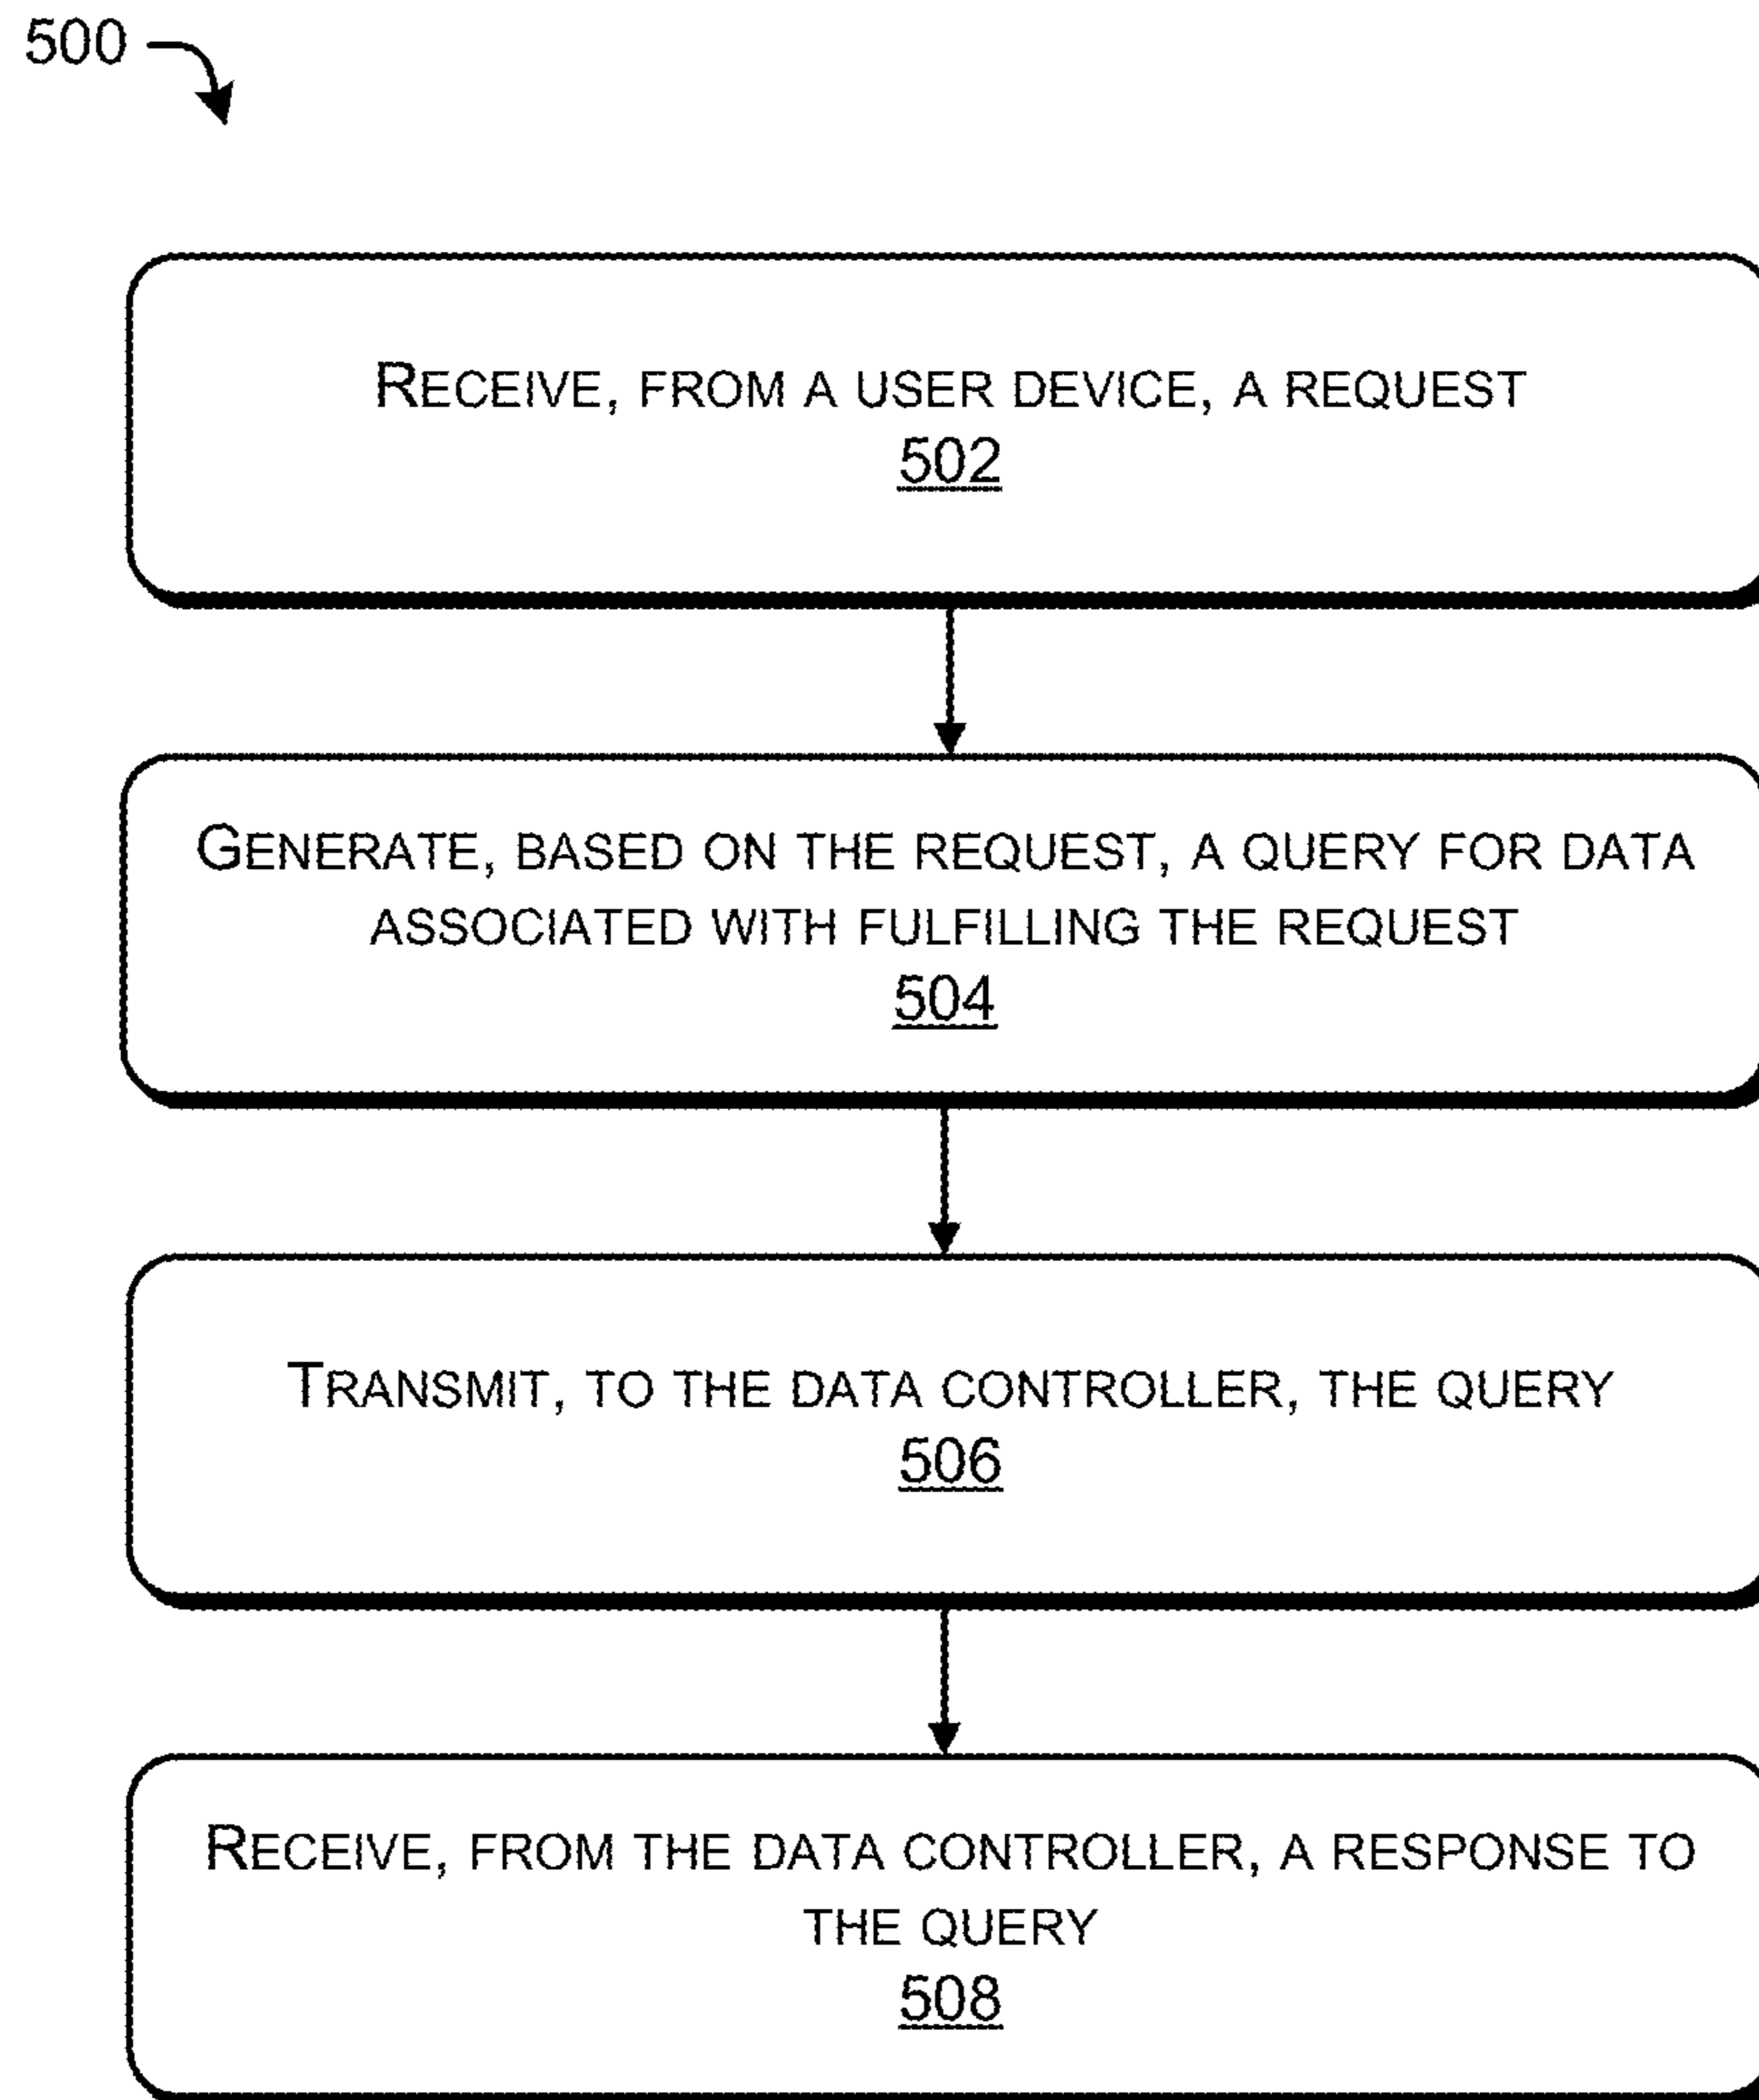 500
RECEIVE, FROM A USER DEVICE, A REQUEST
502
GENERATE, BASED ON THE REQUEST, A QUERY FOR DATA
ASSOCIATED WITH FULFILLING THE REQUEST
504
TRANSMIT, TO THE DATA CONTROLLER, THE QUERY
506
RECEIVE, FROM THE DATA CONTROLLER, A RESPONSE TO
THE QUERY
508